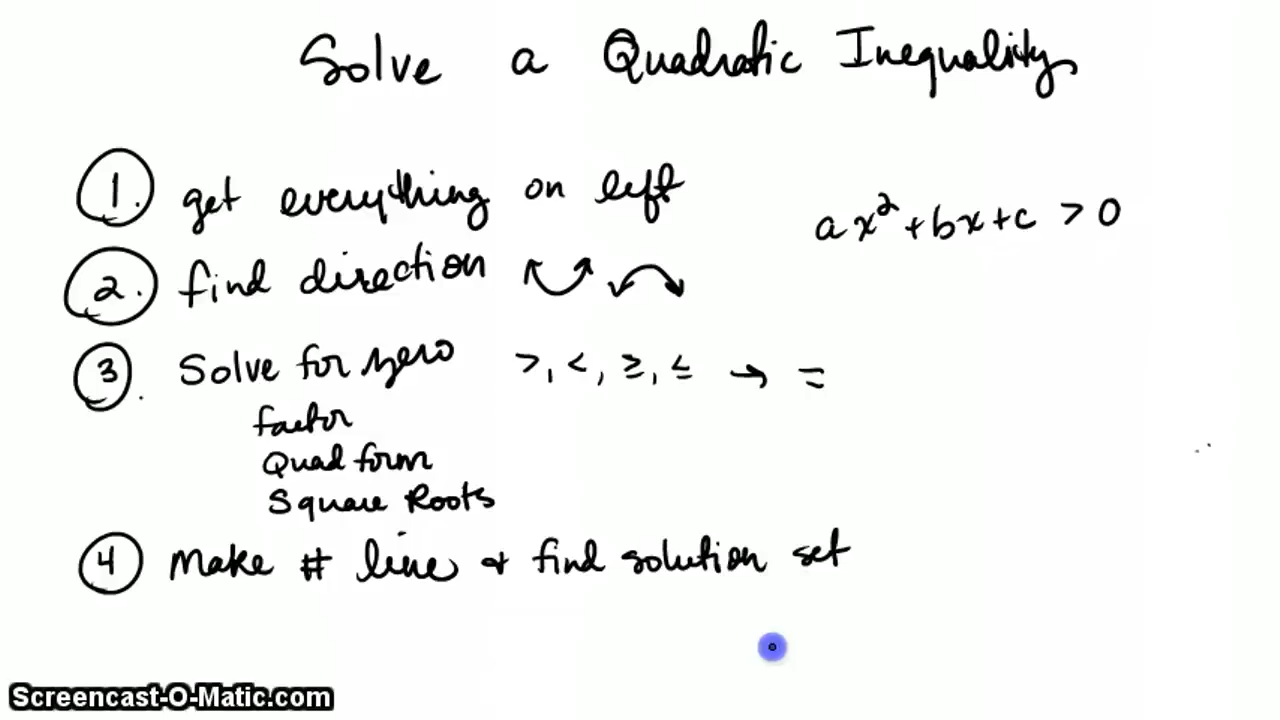 Solve a Quadratic Inequality
1. get everything on left
ax²+bx+c > 0
2. find direction
3. Solve for zero >, <, ≥, ≤ → =
factor
Quad form
Square Roots
4 Make # line & find solution set
Screencast-O-Matic.com